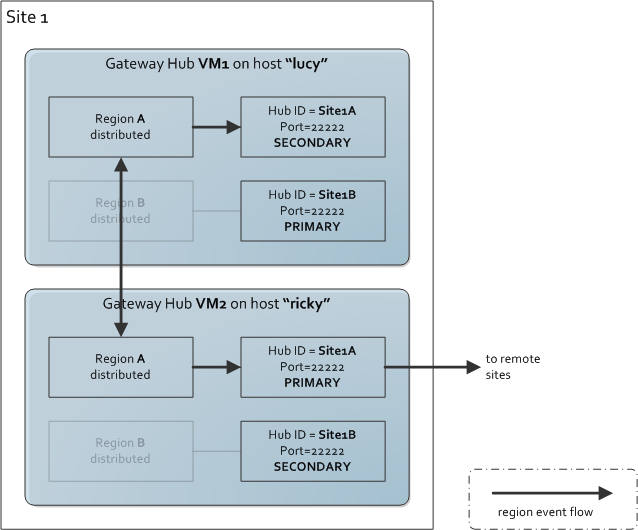 Site 1
Gateway Hub VM1 on host “lucy”
Region A
distributed
Hub ID = Site1A
Port=22222
SECONDARY
Region B
distributed
Hub ID = Site1B
Port=22222
PRIMARY
Gateway Hub VM2 on host “ricky”
Region A
distributed
Hub ID = Site1A
Port=22222
PRIMARY
to remote
sites
Region B
distributed
Hub ID = Site1B
Port=22222
SECONDARY
region event flow